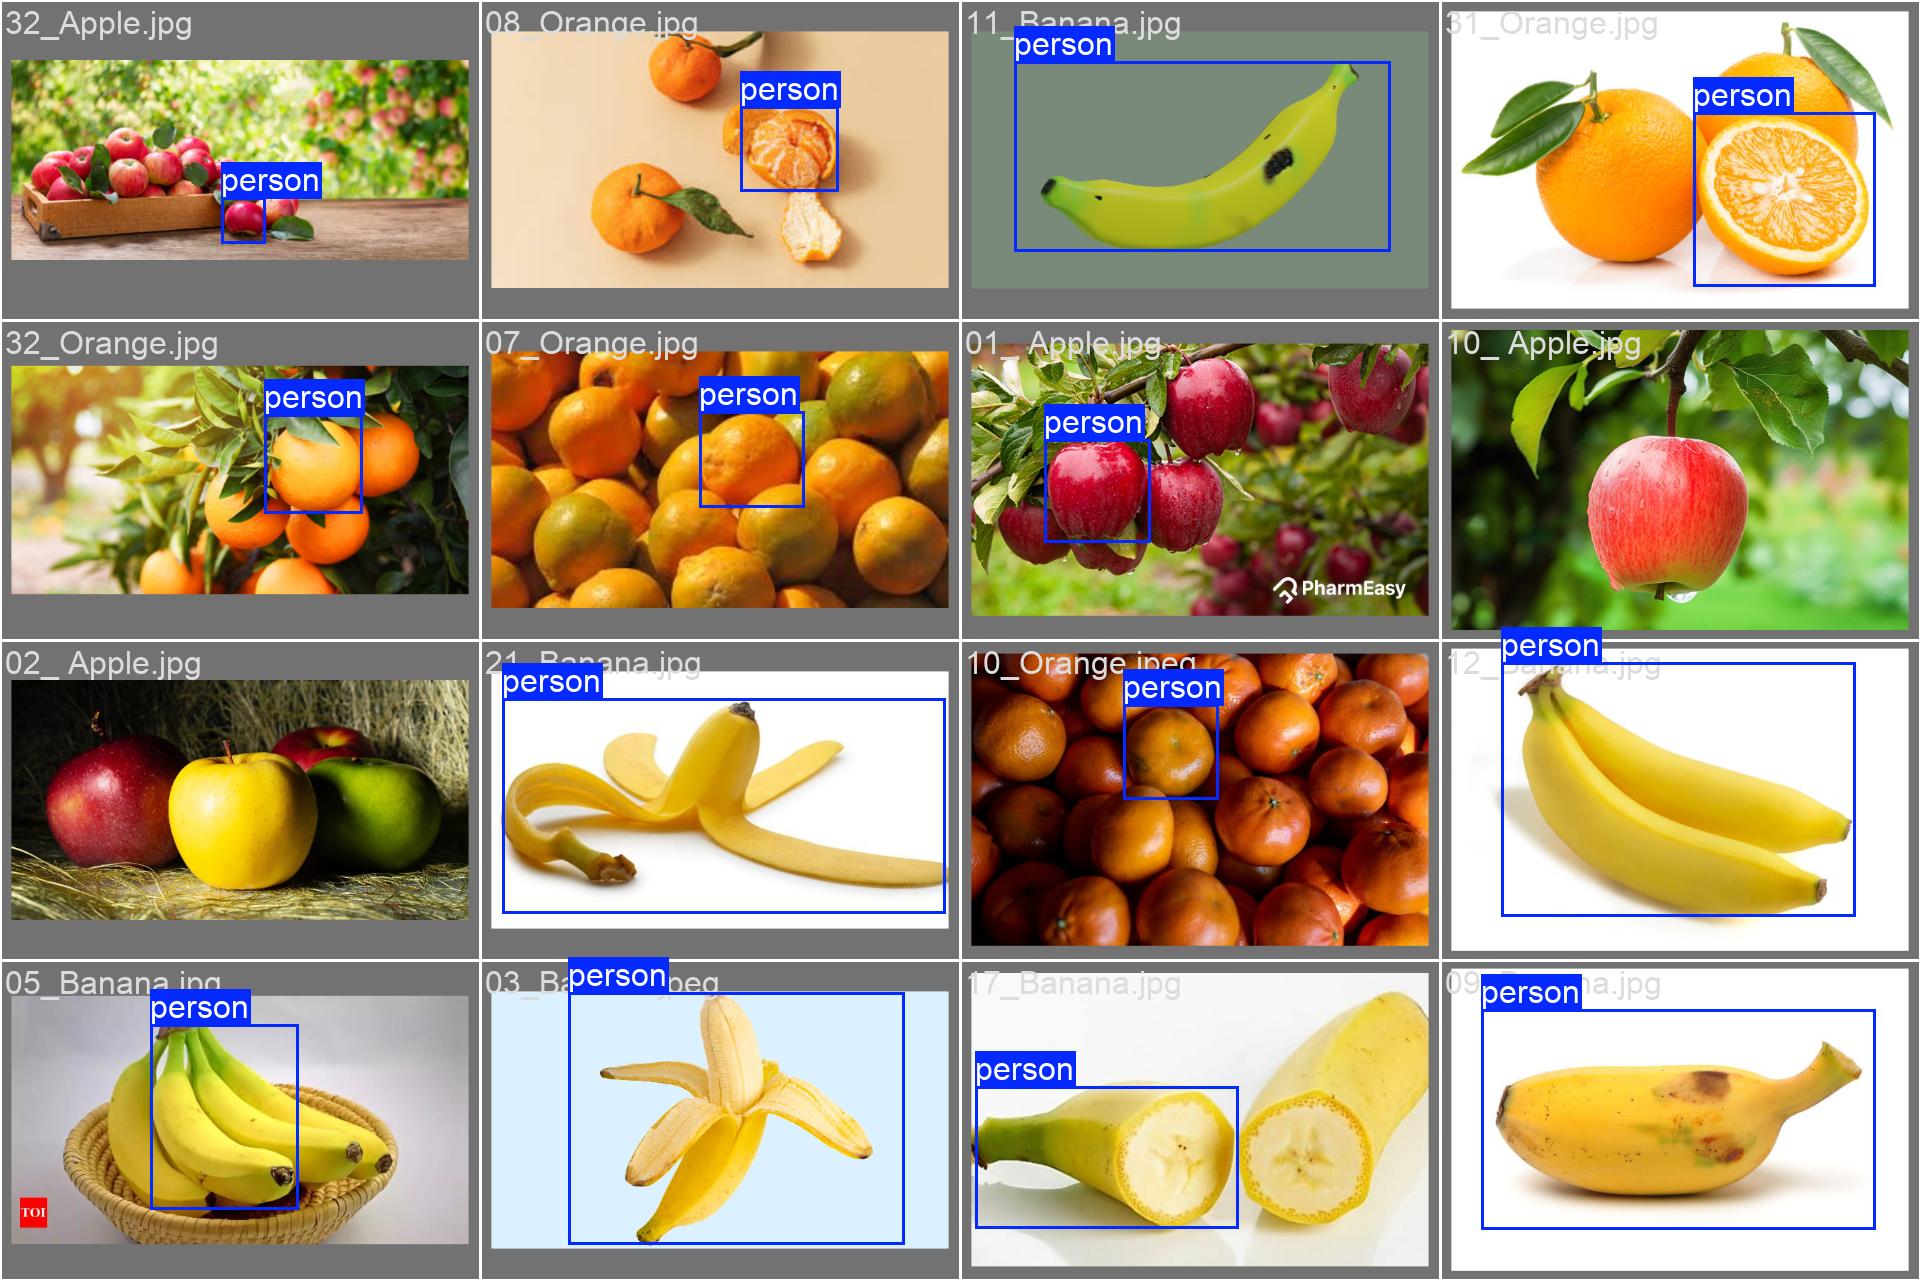 32_Apple.jpg
08_Orange.jpg
11_Banana.jpg
31_Orange.jpg
person
person
person
person
32_Orange.jpg
07_Orange.jpg
01_ Apple.jpg
10_ Apple.jpg
person
person
person
PharmEasy
02_ Apple.jpg
21_Banana.jpg
10_Orange.jpeg
12_Banana.jpg
person
person
person
05_Banana.jpg
03_Ba peg
17_Banana.jpg
09_ na.jpg
person
person
person
person
TOI